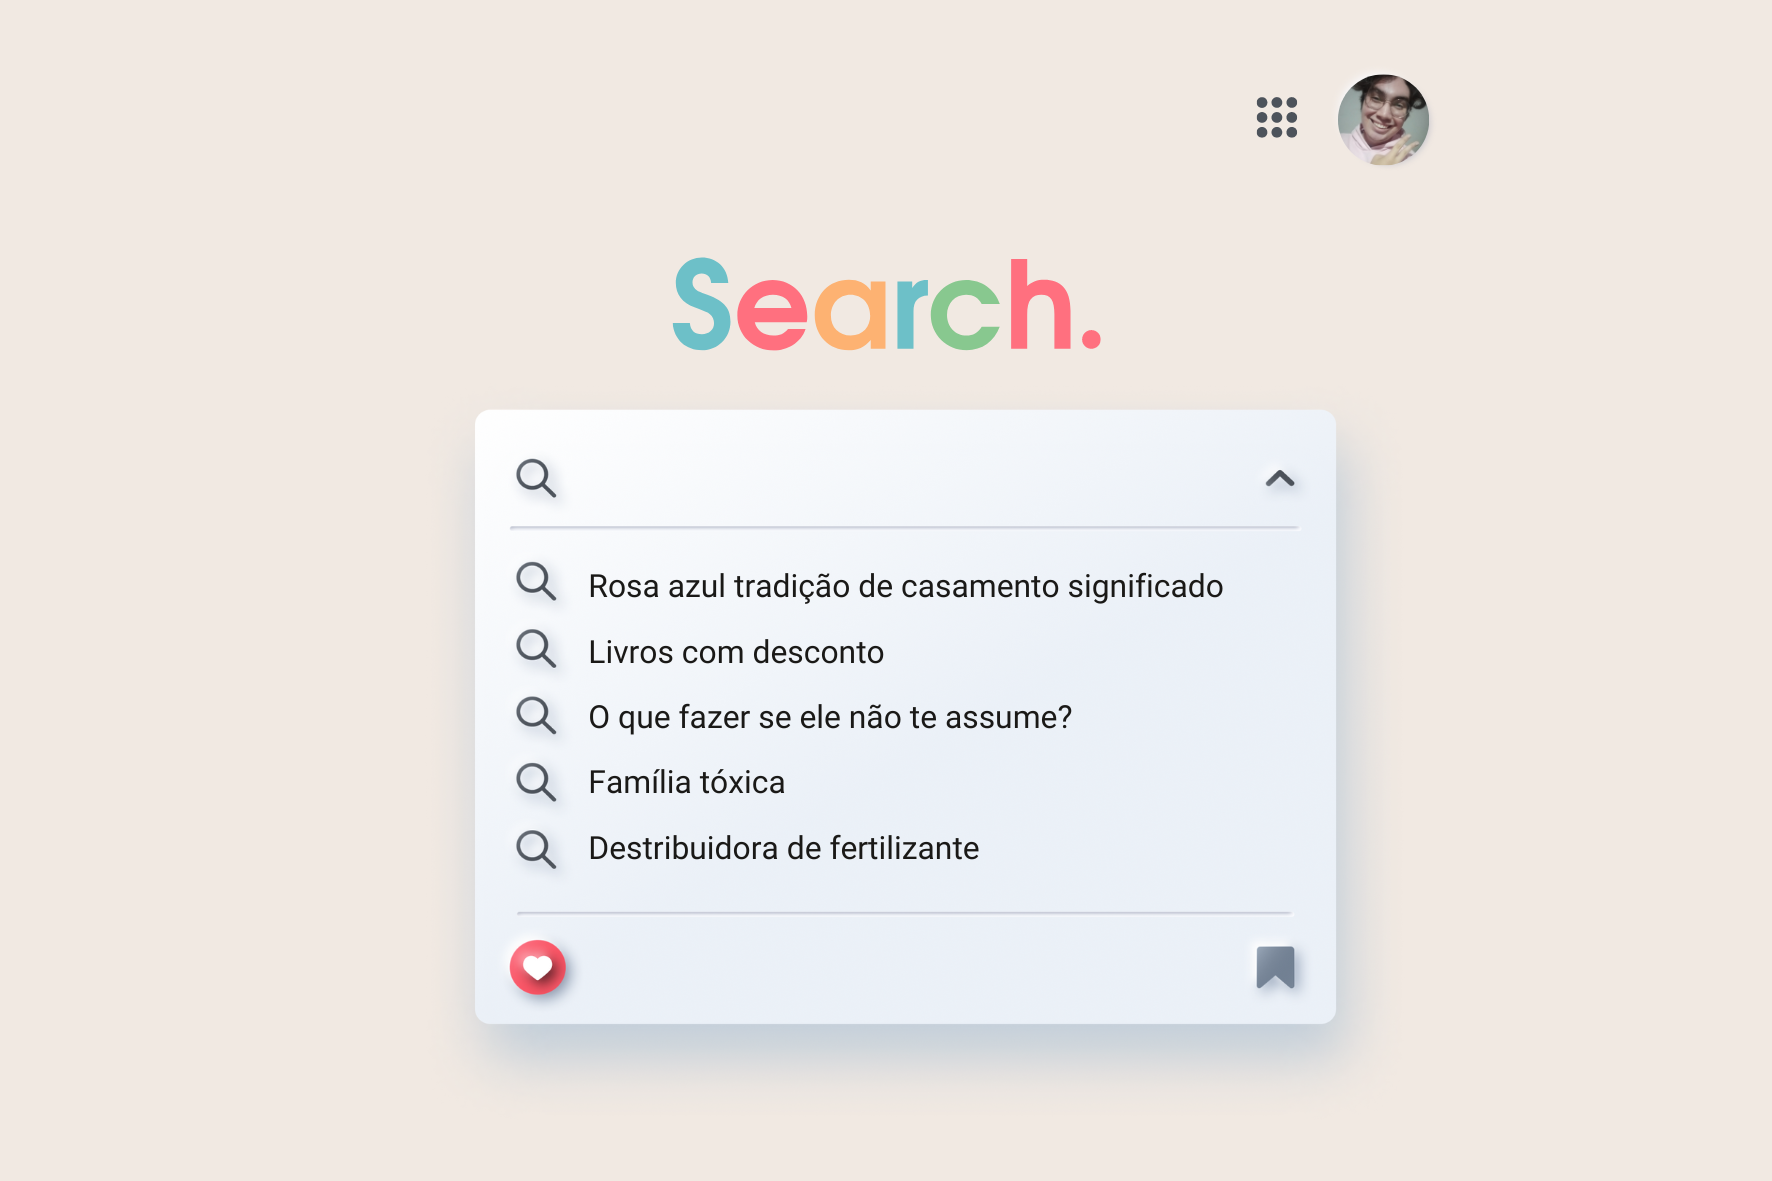 Search.
Rosa azul tradição de casamento significado
Livros com desconto
O que fazer se ele não te assume?
Família tóxica
Destribuidora de fertilizante